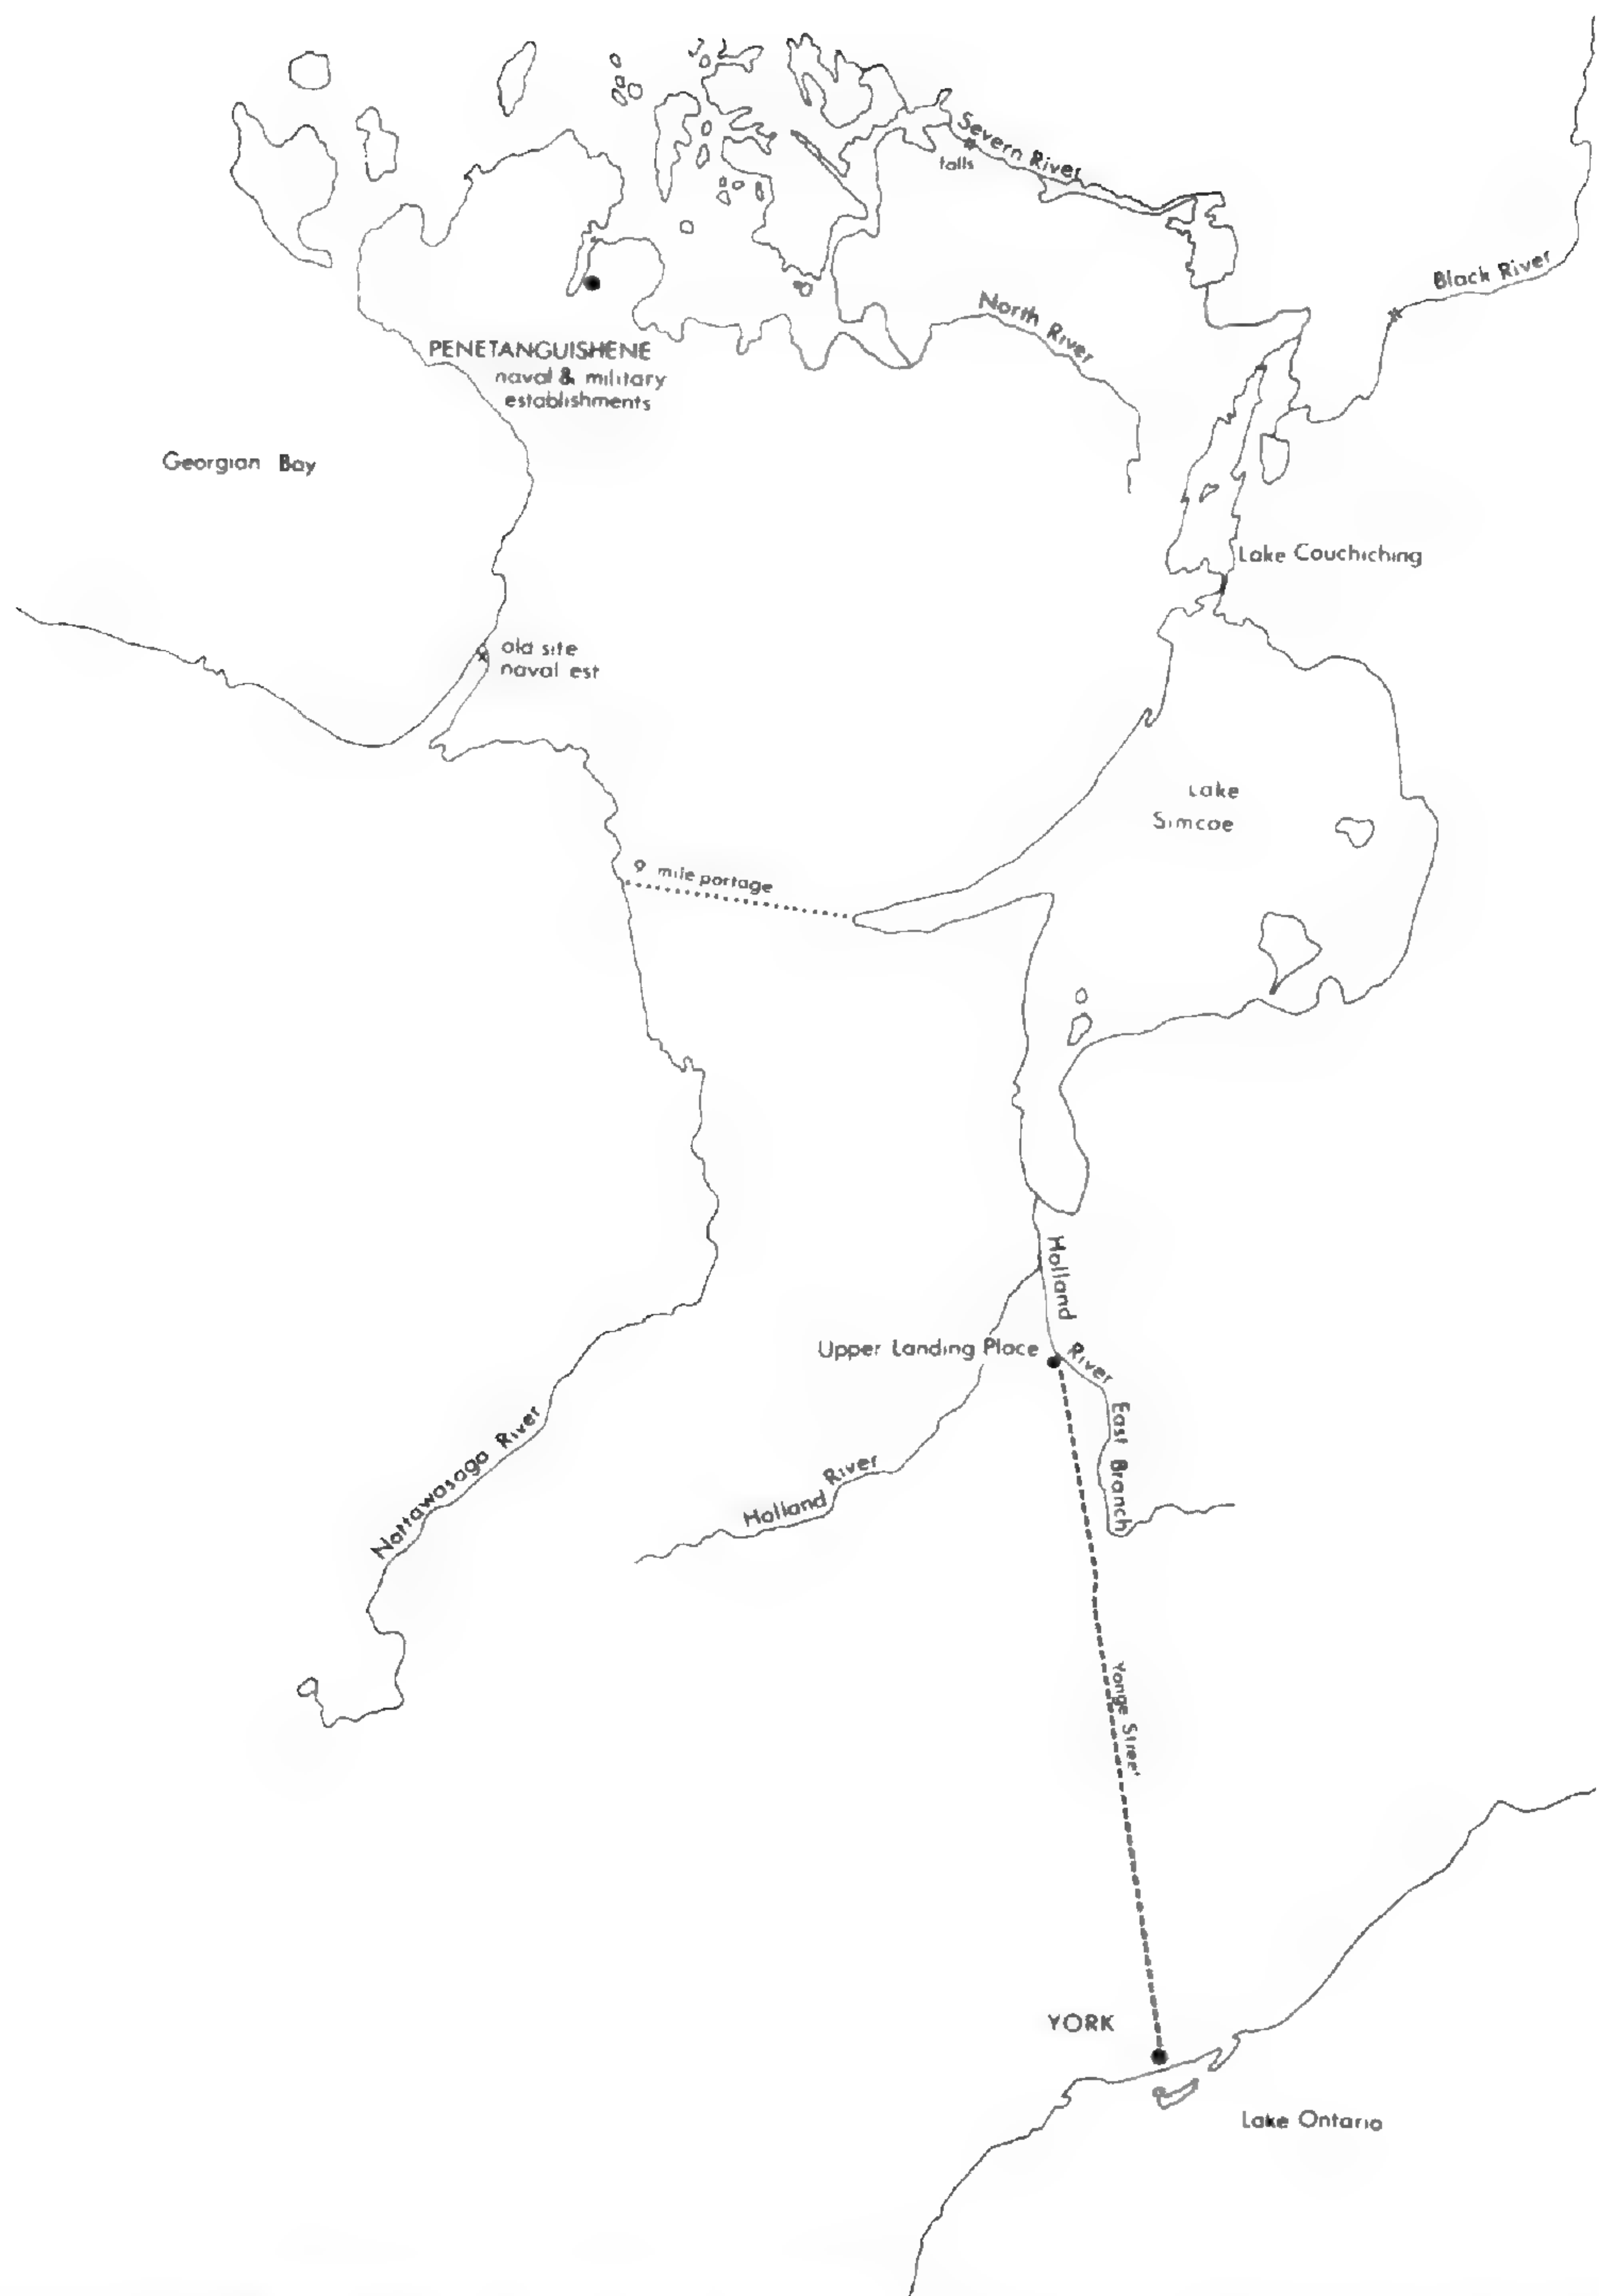 Severn River
falls
Black River
North River
PENETANGUISHENE
naval & military
establishments
Georgian Bay
Lake Couchiching
old site
naval est
Lake
Simcoe
9 mile portage
Holland River East Branch
Upper Landing Place
Nottawasaga River
Holland River
Yonge Street
YORK
Lake Ontario